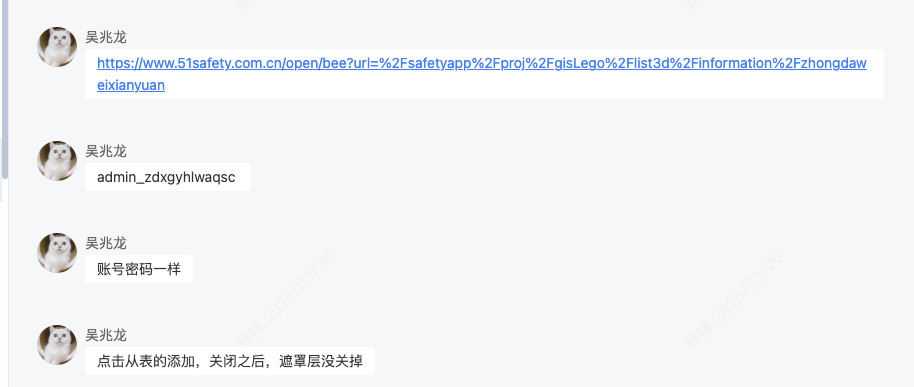 吴兆龙
https://www.51safety.com.cn/open/bee?url=%2Fsafetyapp%2Fproj%2FgisLego%2Flist3d%2Finformation%2Fzhongdaw
eixianyuan
吴兆龙
admin_zdxgyhlwaqsc
吴兆龙
账号密码一样
吴兆龙
点击从表的添加，关闭之后，遮罩层没关掉